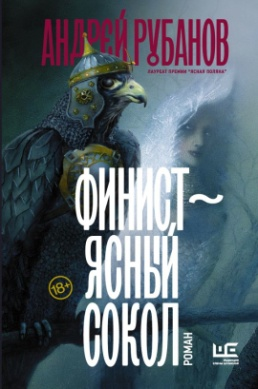 АНДРЕЙ РУБАНОВ
ЛАУРЕАТ ПРЕМИИ "ЯСНАЯ ПОЛЯНА"
ФИНИСТ~
ЯСНЫЙ
СОКОЛ
РОМАН
18+